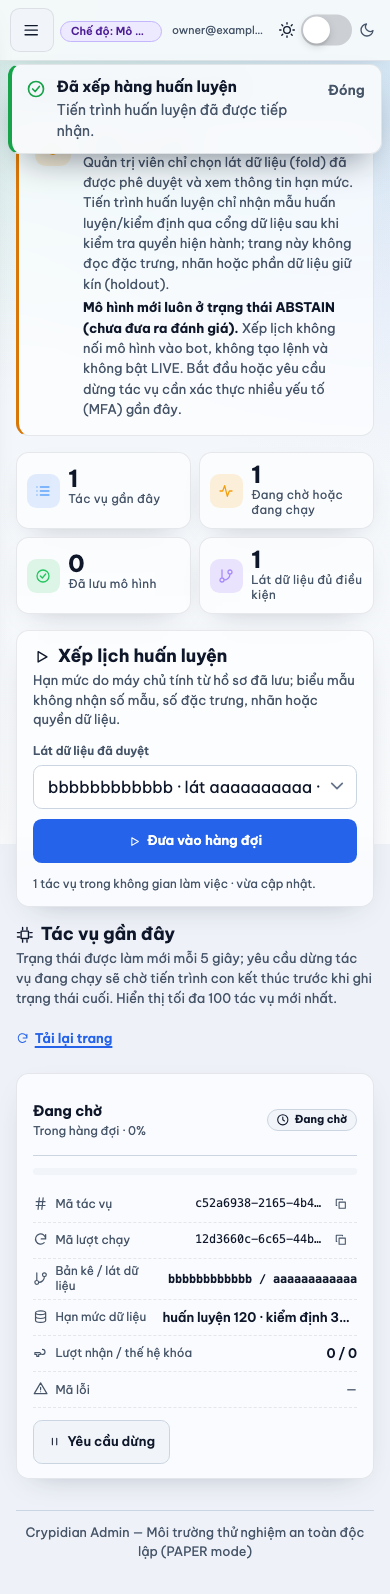 Chế độ: Mô ...
owner@exampl...
Đã xếp hàng huấn luyện
Đóng
Tiến trình huấn luyện đã được tiếp
nhận.
Quản trị viên chỉ chọn lát dữ liệu (fold) đã
được phê duyệt và xem thông tin hạn mức.
Tiến trình huấn luyện chỉ nhận mẫu huấn
luyện/kiểm định qua cổng dữ liệu sau khi
kiểm tra quyền hiện hành; trang này không
đọc đặc trưng, nhãn hoặc phần dữ liệu giữ
kín (holdout).
Mô hình mới luôn ở trạng thái ABSTAIN
(chưa đưa ra đánh giá). Xếp lịch không
nối mô hình vào bot, không tạo lệnh và
không bật LIVE. Bắt đầu hoặc yêu cầu
dừng tác vụ cần xác thực nhiều yếu tố
(MFA) gần đây.
1
Tác vụ gần đây
1
Đang chờ hoặc
đang chạy
0
Đã lưu mô hình
1
Lát dữ liệu đủ điều
kiện
Xếp lịch huấn luyện
Hạn mức do máy chủ tính từ hồ sơ đã lưu; biểu mẫu
không nhận số mẫu, số đặc trưng, nhãn hoặc
quyền dữ liệu.
Lát dữ liệu đã duyệt
bbbbbbbbbbbb · lát aaaaaaaaaa ·
Đưa vào hàng đợi
1 tác vụ trong không gian làm việc · vừa cập nhật.
Tác vụ gần đây
Trạng thái được làm mới mỗi 5 giây; yêu cầu dừng tác
vụ đang chạy sẽ chờ tiến trình con kết thúc trước khi ghi
trạng thái cuối. Hiển thị tối đa 100 tác vụ mới nhất.
Tải lại trang
Đang chờ
Trong hàng đợi · 0%
Đang chờ
Mã tác vụ
c52a6938-2165-4b4…
Mã lượt chạy
12d3660c-6c65-44b…
Bản kê / lát dữ
liệu
bbbbbbbbbbbb / aaaaaaaaaaaa
Hạn mức dữ liệu
huấn luyện 120 · kiểm định 3...
Lượt nhận / thế hệ khóa
0 / 0
Mã lỗi
—
Yêu cầu dừng
Crypidian Admin — Môi trường thử nghiệm an toàn độc
lập (PAPER mode)